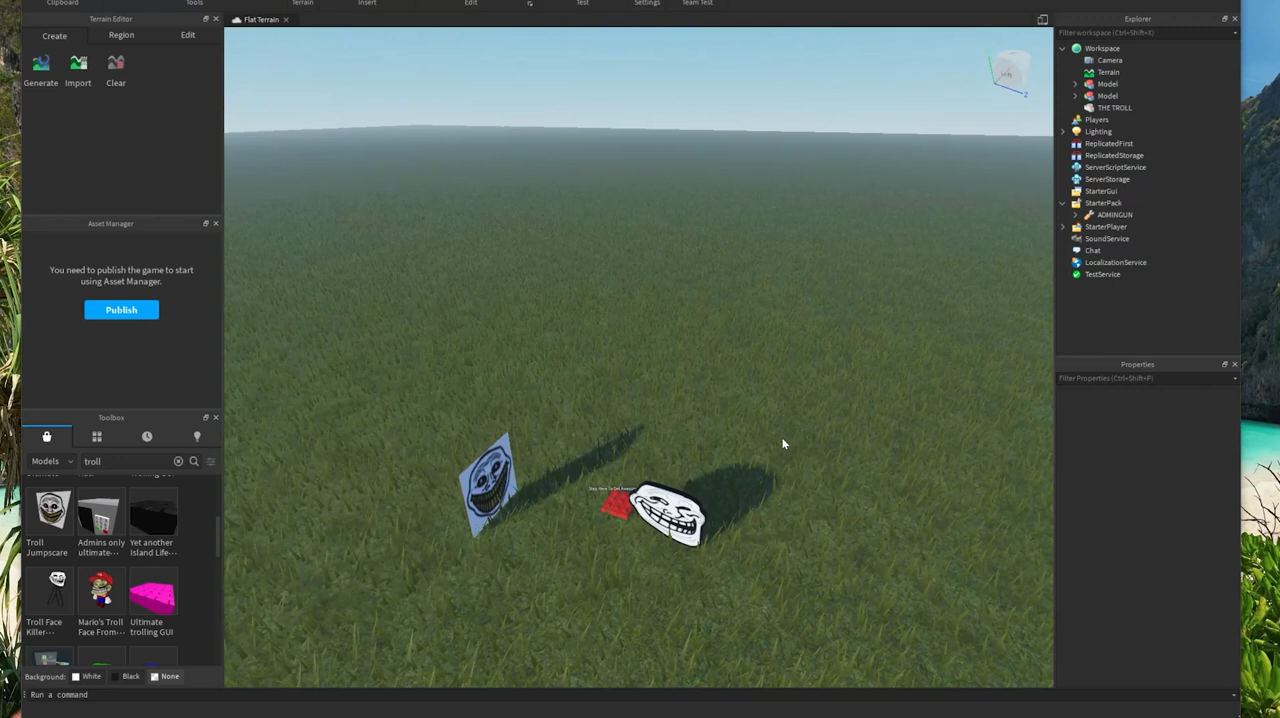 Clipboard
Tools
Terrain
Insert
Edit
Test
Settings
Team Test
Terrain Editor
Create
Region
Edit
Generate
Import
Clear
Asset Manager
You need to publish the game to start
using Asset Manager.
Publish
Toolbox
Models
troll
Troll
Jumpscare
Admins only
ultimate···
Yet another
Island Life···
Troll Face
Killer···
Mario's Troll
Face From···
Ultimate
trolling GUI
Background:
White
Black
None
Run a command
Flat Terrain
Explorer
Filter workspace (Ctrl+Shift+X)
Workspace
Camera
Terrain
Model
Model
THE TROLL
Players
Lighting
ReplicatedFirst
ReplicatedStorage
ServerScriptService
ServerStorage
StarterGui
StarterPack
ADMINGUN
StarterPlayer
SoundService
Chat
LocalizationService
TestService
Properties
Filter Properties (Ctrl+Shift+P)